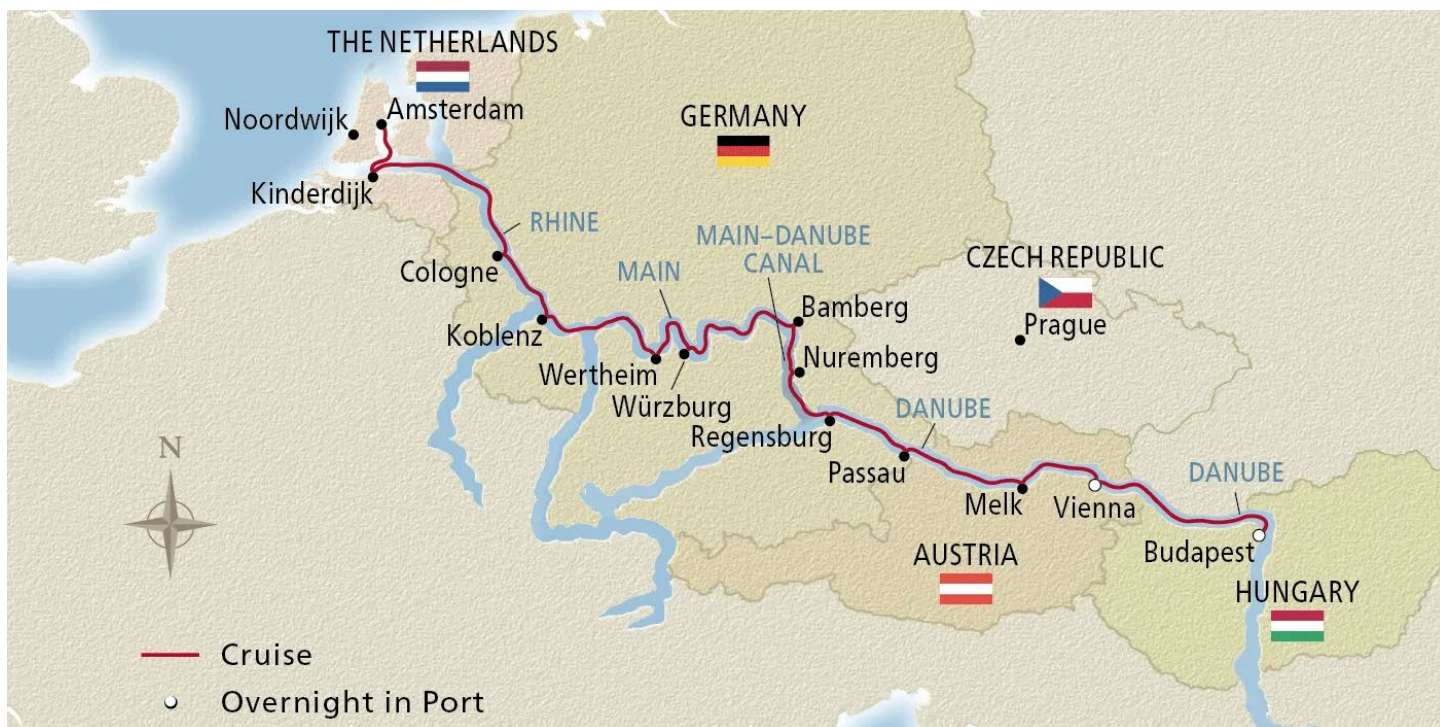 THE NETHERLANDS
Amsterdam
Noordwijk
Kinderdijk
GERMANY
RHINE
Cologne
MAIN
MAIN–DANUBE
CANAL
CZECH REPUBLIC
Prague
Koblenz
Bamberg
Wertheim
Nuremberg
Würzburg
Regensburg
DANUBE
Passau
Melk
Vienna
DANUBE
Budapest
AUSTRIA
HUNGARY
N
Cruise
Overnight in Port